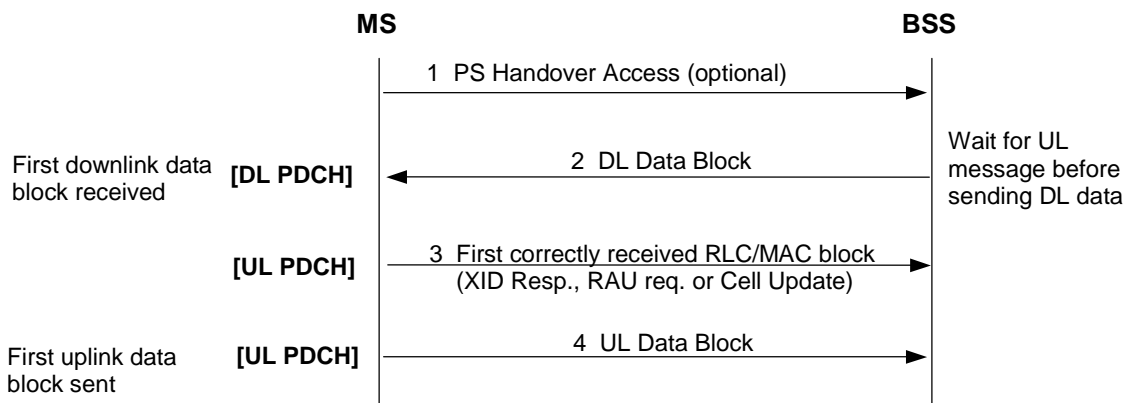 MS
BSS
1 PS Handover Access (optional)
First downlink data
block received
[DL PDCH]
2 DL Data Block
Wait for UL
message before
sending DL data
[UL PDCH]
3 First correctly received RLC/MAC block
(XID Resp., RAU req. or Cell Update)
First uplink data
block sent
[UL PDCH]
4 UL Data Block